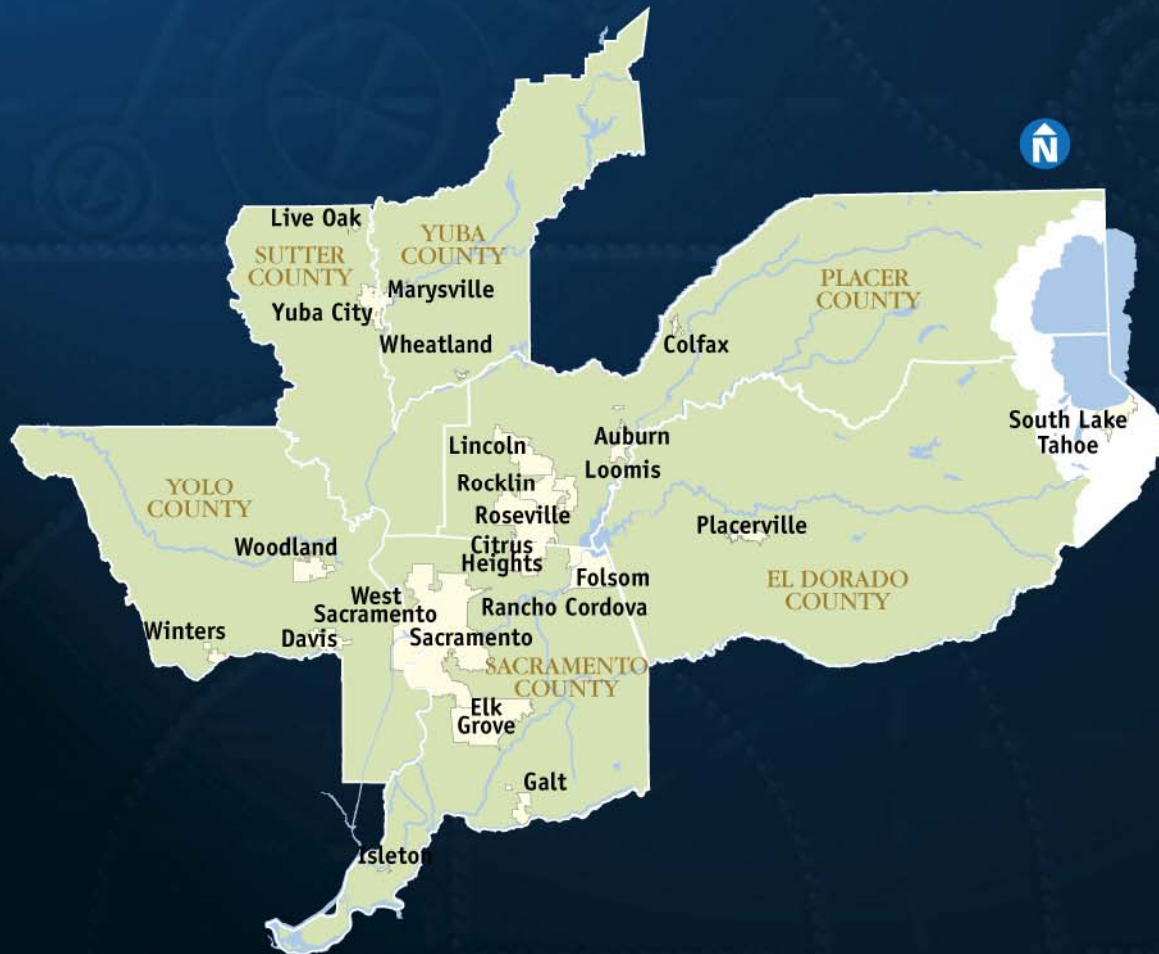 N
Live Oak
SUTTER
COUNTY
YUBA
COUNTY
Marysville
Yuba City
Wheatland
PLACER
COUNTY
Colfax
South Lake
Tahoe
Lincoln
Auburn
Loomis
Rocklin
Roseville
Placerville
YOLO
COUNTY
Woodland
Citrus
Heights
Folsom
EL DORADO
COUNTY
West
Sacramento
Rancho Cordova
Winters
Davis
Sacramento
SACRAMENTO
COUNTY
Elk
Grove
Galt
Isleton